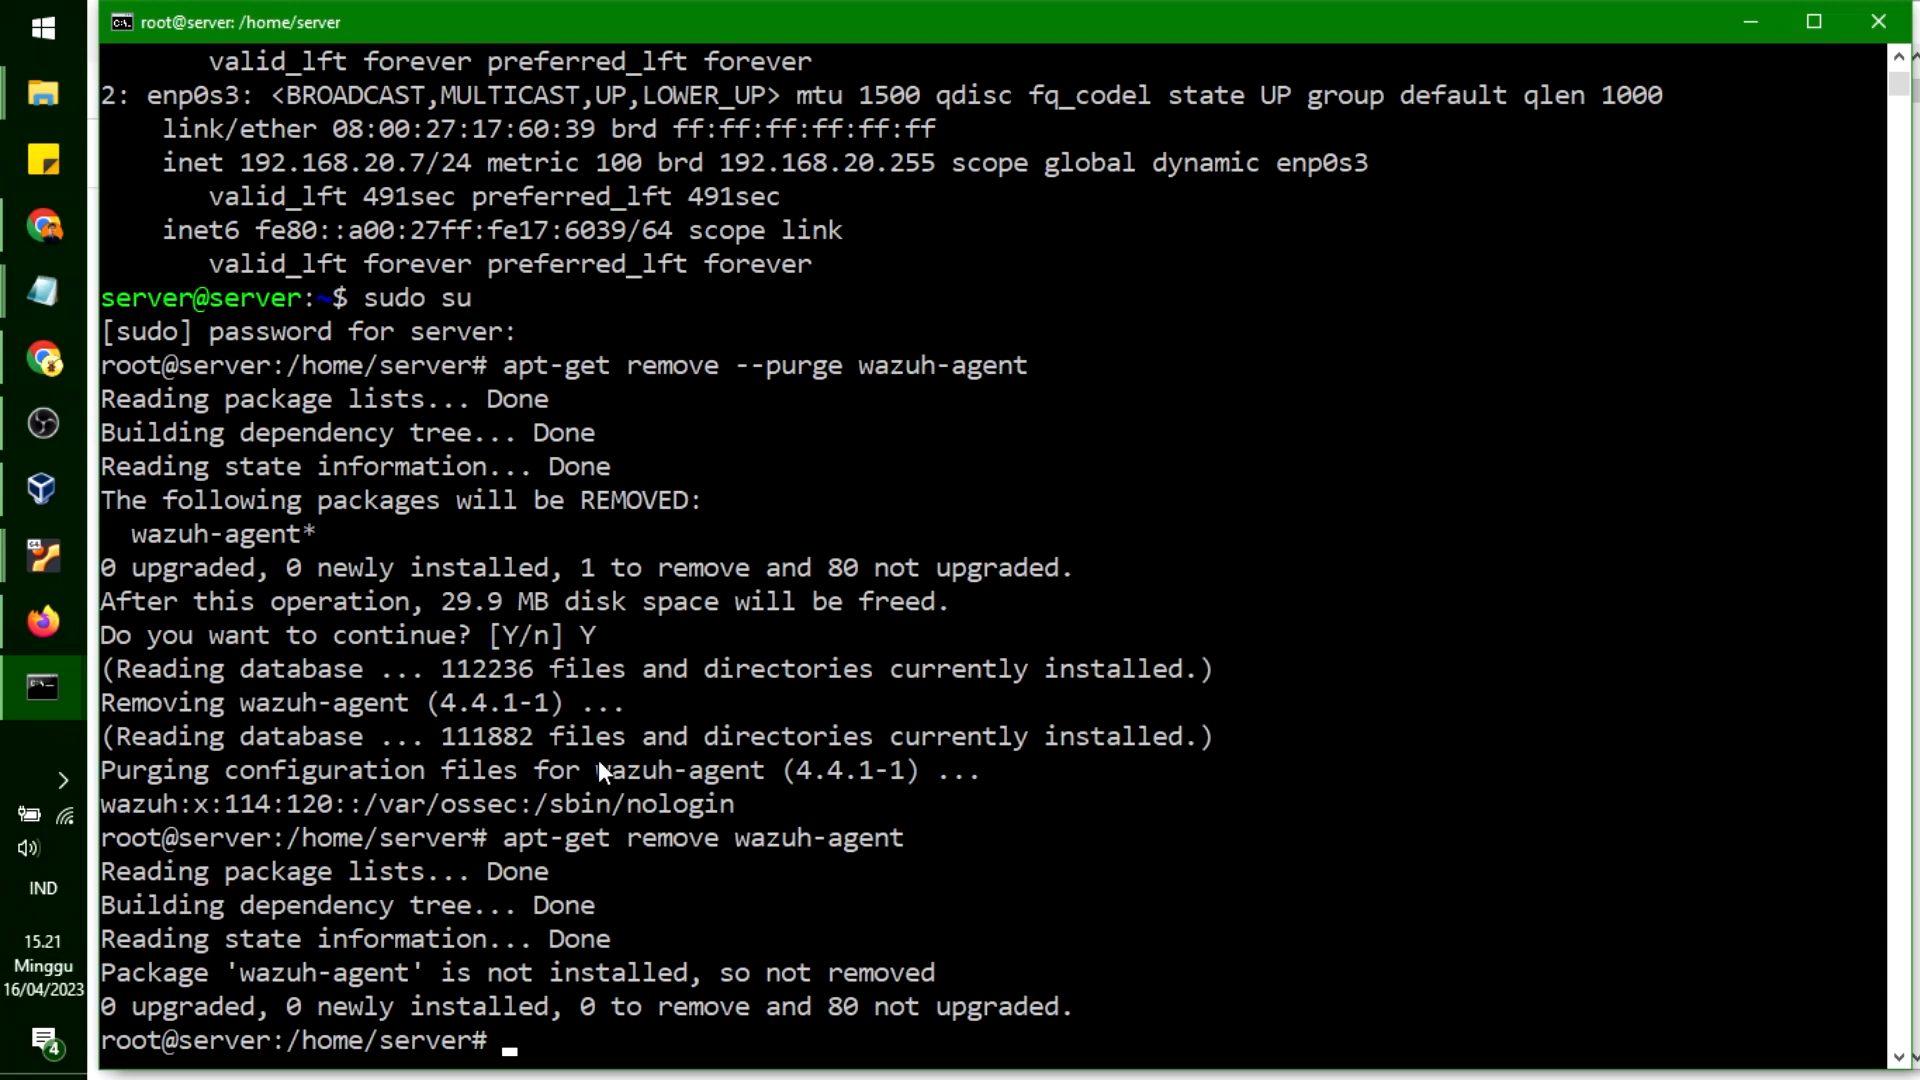 root@server: /home/server
valid_lft forever preferred_lft forever
2: enp0s3: <BROADCAST,MULTICAST,UP,LOWER_UP> mtu 1500 qdisc fq_codel state UP group default qlen 1000
link/ether 08:00:27:17:60:39 brd ff:ff:ff:ff:ff:ff
inet 192.168.20.7/24 metric 100 brd 192.168.20.255 scope global dynamic enp0s3
valid_lft 491sec preferred_lft 491sec
inet6 fe80::a00:27ff:fe17:6039/64 scope link
valid_lft forever preferred_lft forever
server@server:~$ sudo su
[sudo] password for server:
root@server:/home/server# apt-get remove --purge wazuh-agent
Reading package lists... Done
Building dependency tree... Done
Reading state information... Done
The following packages will be REMOVED:
wazuh-agent*
0 upgraded, 0 newly installed, 1 to remove and 80 not upgraded.
After this operation, 29.9 MB disk space will be freed.
Do you want to continue? [Y/n] Y
(Reading database ... 112236 files and directories currently installed.)
Removing wazuh-agent (4.4.1-1) ...
(Reading database ... 111882 files and directories currently installed.)
Purging configuration files for wazuh-agent (4.4.1-1) ...
wazuh:x:114:120::/var/ossec:/sbin/nologin
root@server:/home/server# apt-get remove wazuh-agent
Reading package lists... Done
Building dependency tree... Done
Reading state information... Done
Package 'wazuh-agent' is not installed, so not removed
0 upgraded, 0 newly installed, 0 to remove and 80 not upgraded.
root@server:/home/server#
IND
15.21
Minggu
16/04/2023
4